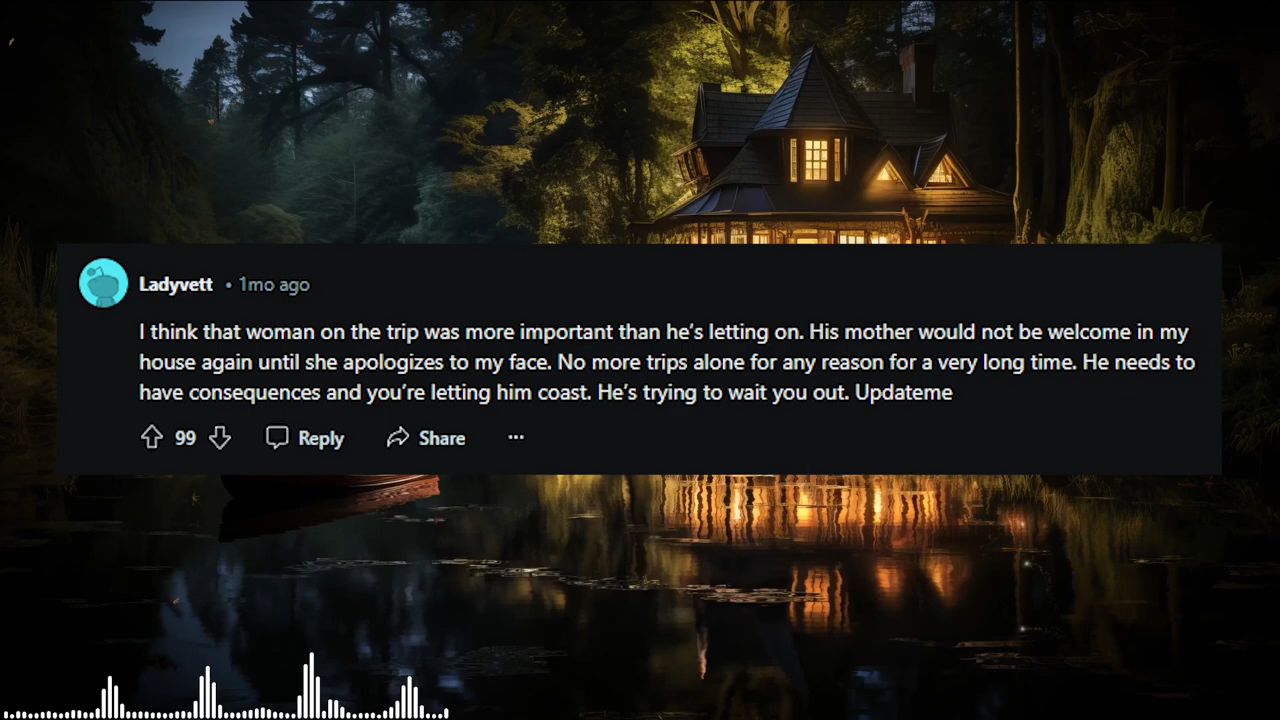 Ladyvett • 1mo ago
I think that woman on the trip was more important than he’s letting on. His mother would not be welcome in my
house again until she apologizes to my face. No more trips alone for any reason for a very long time. He needs to
have consequences and you’re letting him coast. He’s trying to wait you out. Updateme
99 Reply Share ···